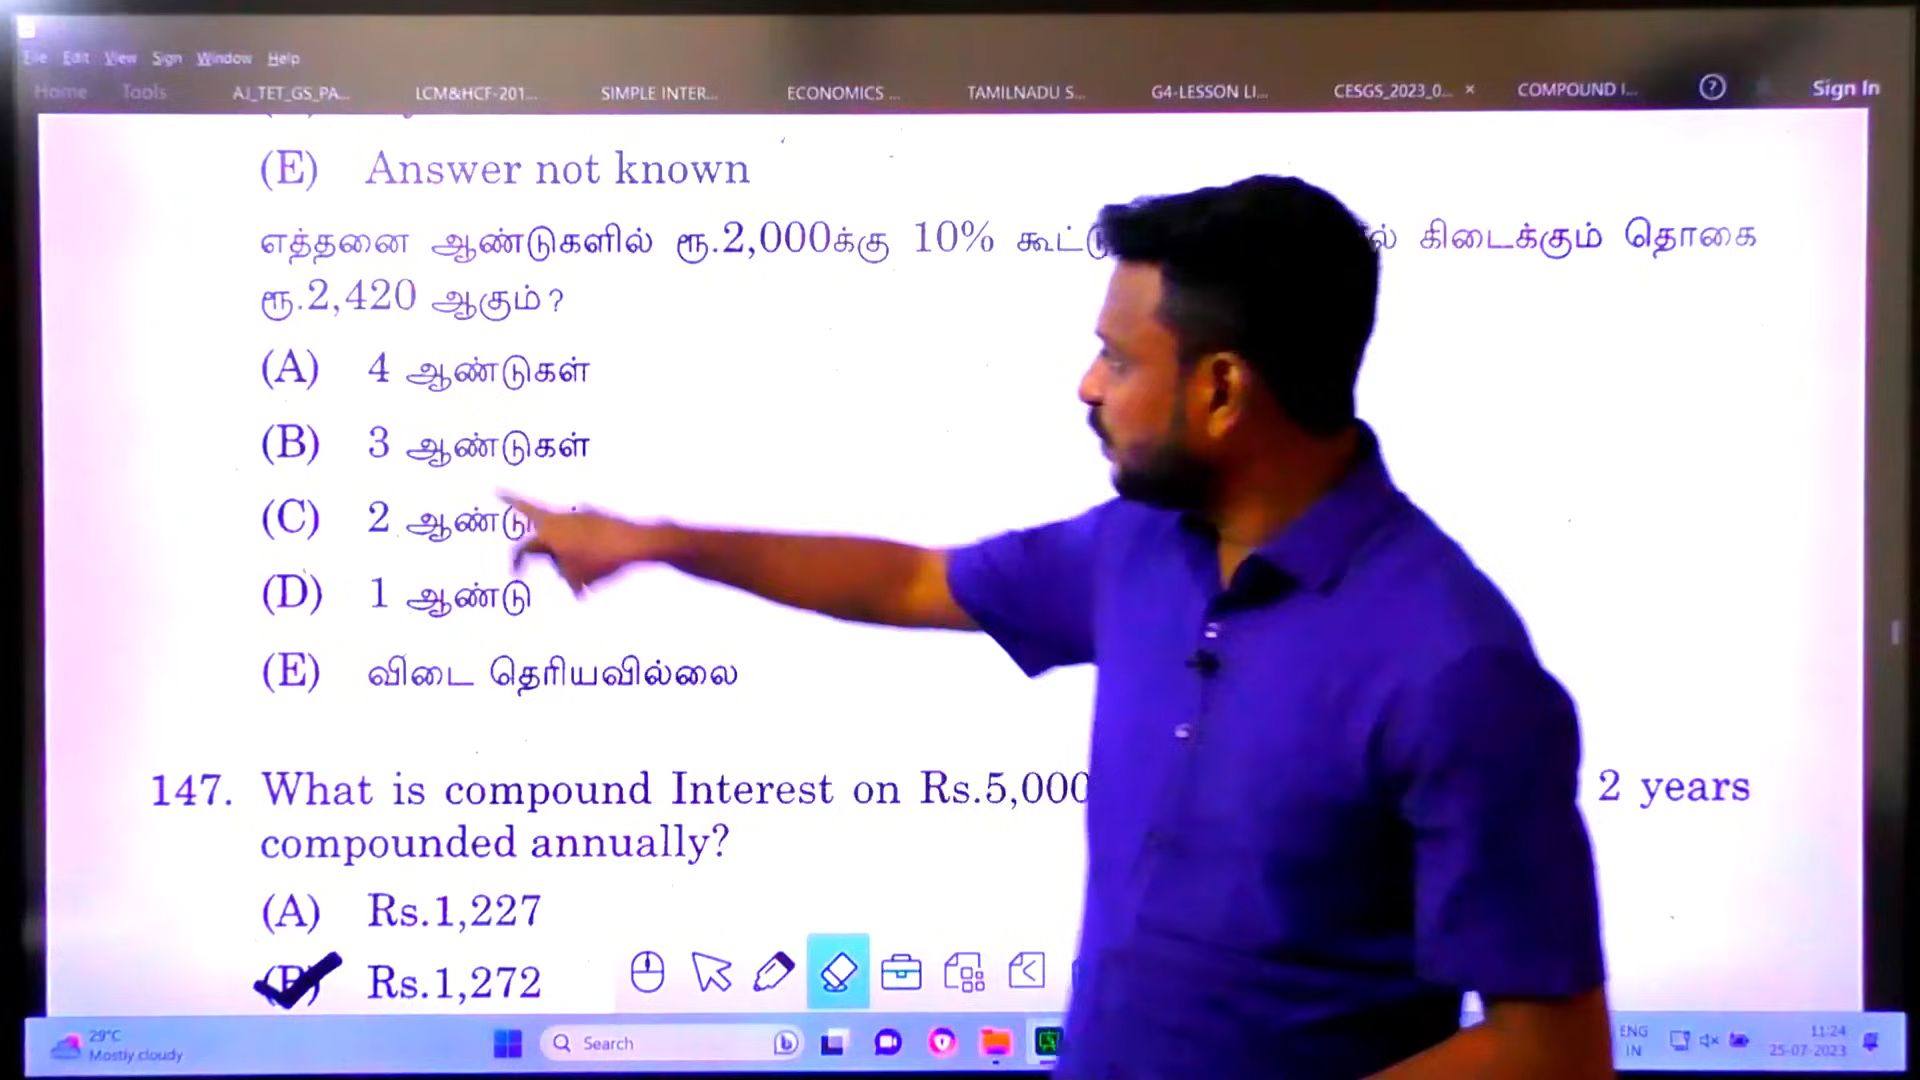 File Edit View Sign Window Help
Home Tools AJ_TET_GS_PA... LCM&HCF-201... SIMPLE INTER... ECONOMICS ... TAMILNADU S... G4-LESSON LI... CESGS_2023_0... × COMPOUND I... ? Sign In
(E) Answer not known
எத்தனை ஆண்டுகளில் ரூ.2,000க்கு 10% கிடைக்கும் தொகை
ரூ.2,420 ஆகும்?
(A) 4 ஆண்டுகள்
(B) 3 ஆண்டுகள்
(C) 2
(D) 1 ஆண்டு
(E) விடை தெரியவில்லை
147. What is compound Interest on Rs.5,000 2 years
compounded annually?
(A) Rs.1,227
(B) Rs.1,272
29°C
Mostly cloudy
Search
ENG
IN
11:24
25-07-2023